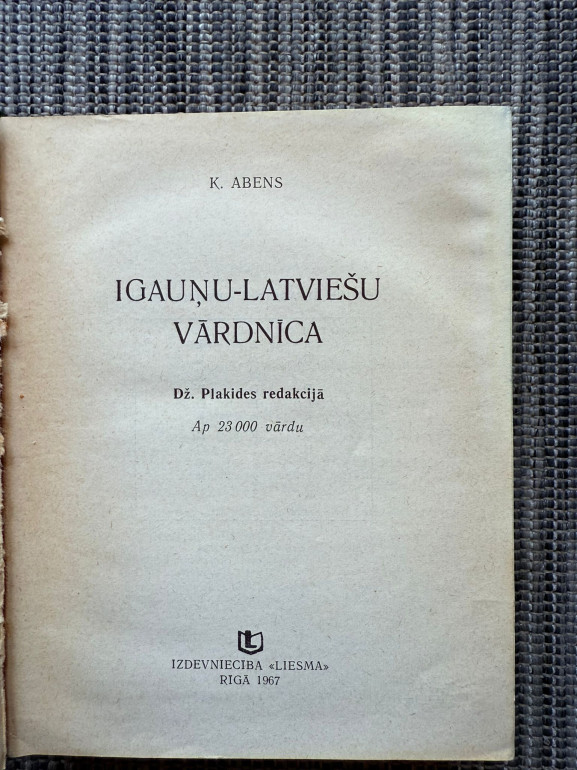 K. ABENS
IGAUŅU-LATVIEŠU
VĀRDNĪCA
Dž. Plakides redakcijā
Ap 23 000 vārdu
IZDEVNIECĪBA «LIESMA»
RĪGĀ 1967